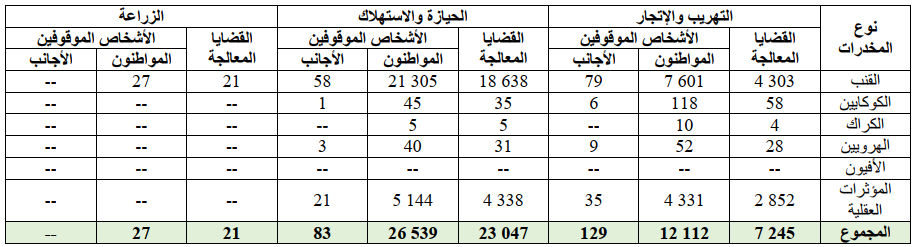 نوع المخدرات التهريب والإتجار الحيازة والاستهلاك الزراعة
القضايا المعالجة الأشخاص الموقوفين القضايا المعالجة الأشخاص الموقوفين القضايا المعالجة الأشخاص الموقوفين
المواطنون الأجانب المواطنون الأجانب المواطنون الأجانب
القنب 4 303 7 601 79 18 638 21 305 58 21 27 --
الكوكايين 58 118 6 35 45 1 -- -- --
الكراك 4 10 -- 5 5 -- -- -- --
الهرويين 28 52 9 31 40 3 -- -- --
الأفيون -- -- -- -- -- -- -- -- --
المؤثرات العقلية 2 852 4 331 35 4 338 5 144 21 -- -- --
المجموع 7 245 12 112 129 23 047 26 539 83 21 27 --